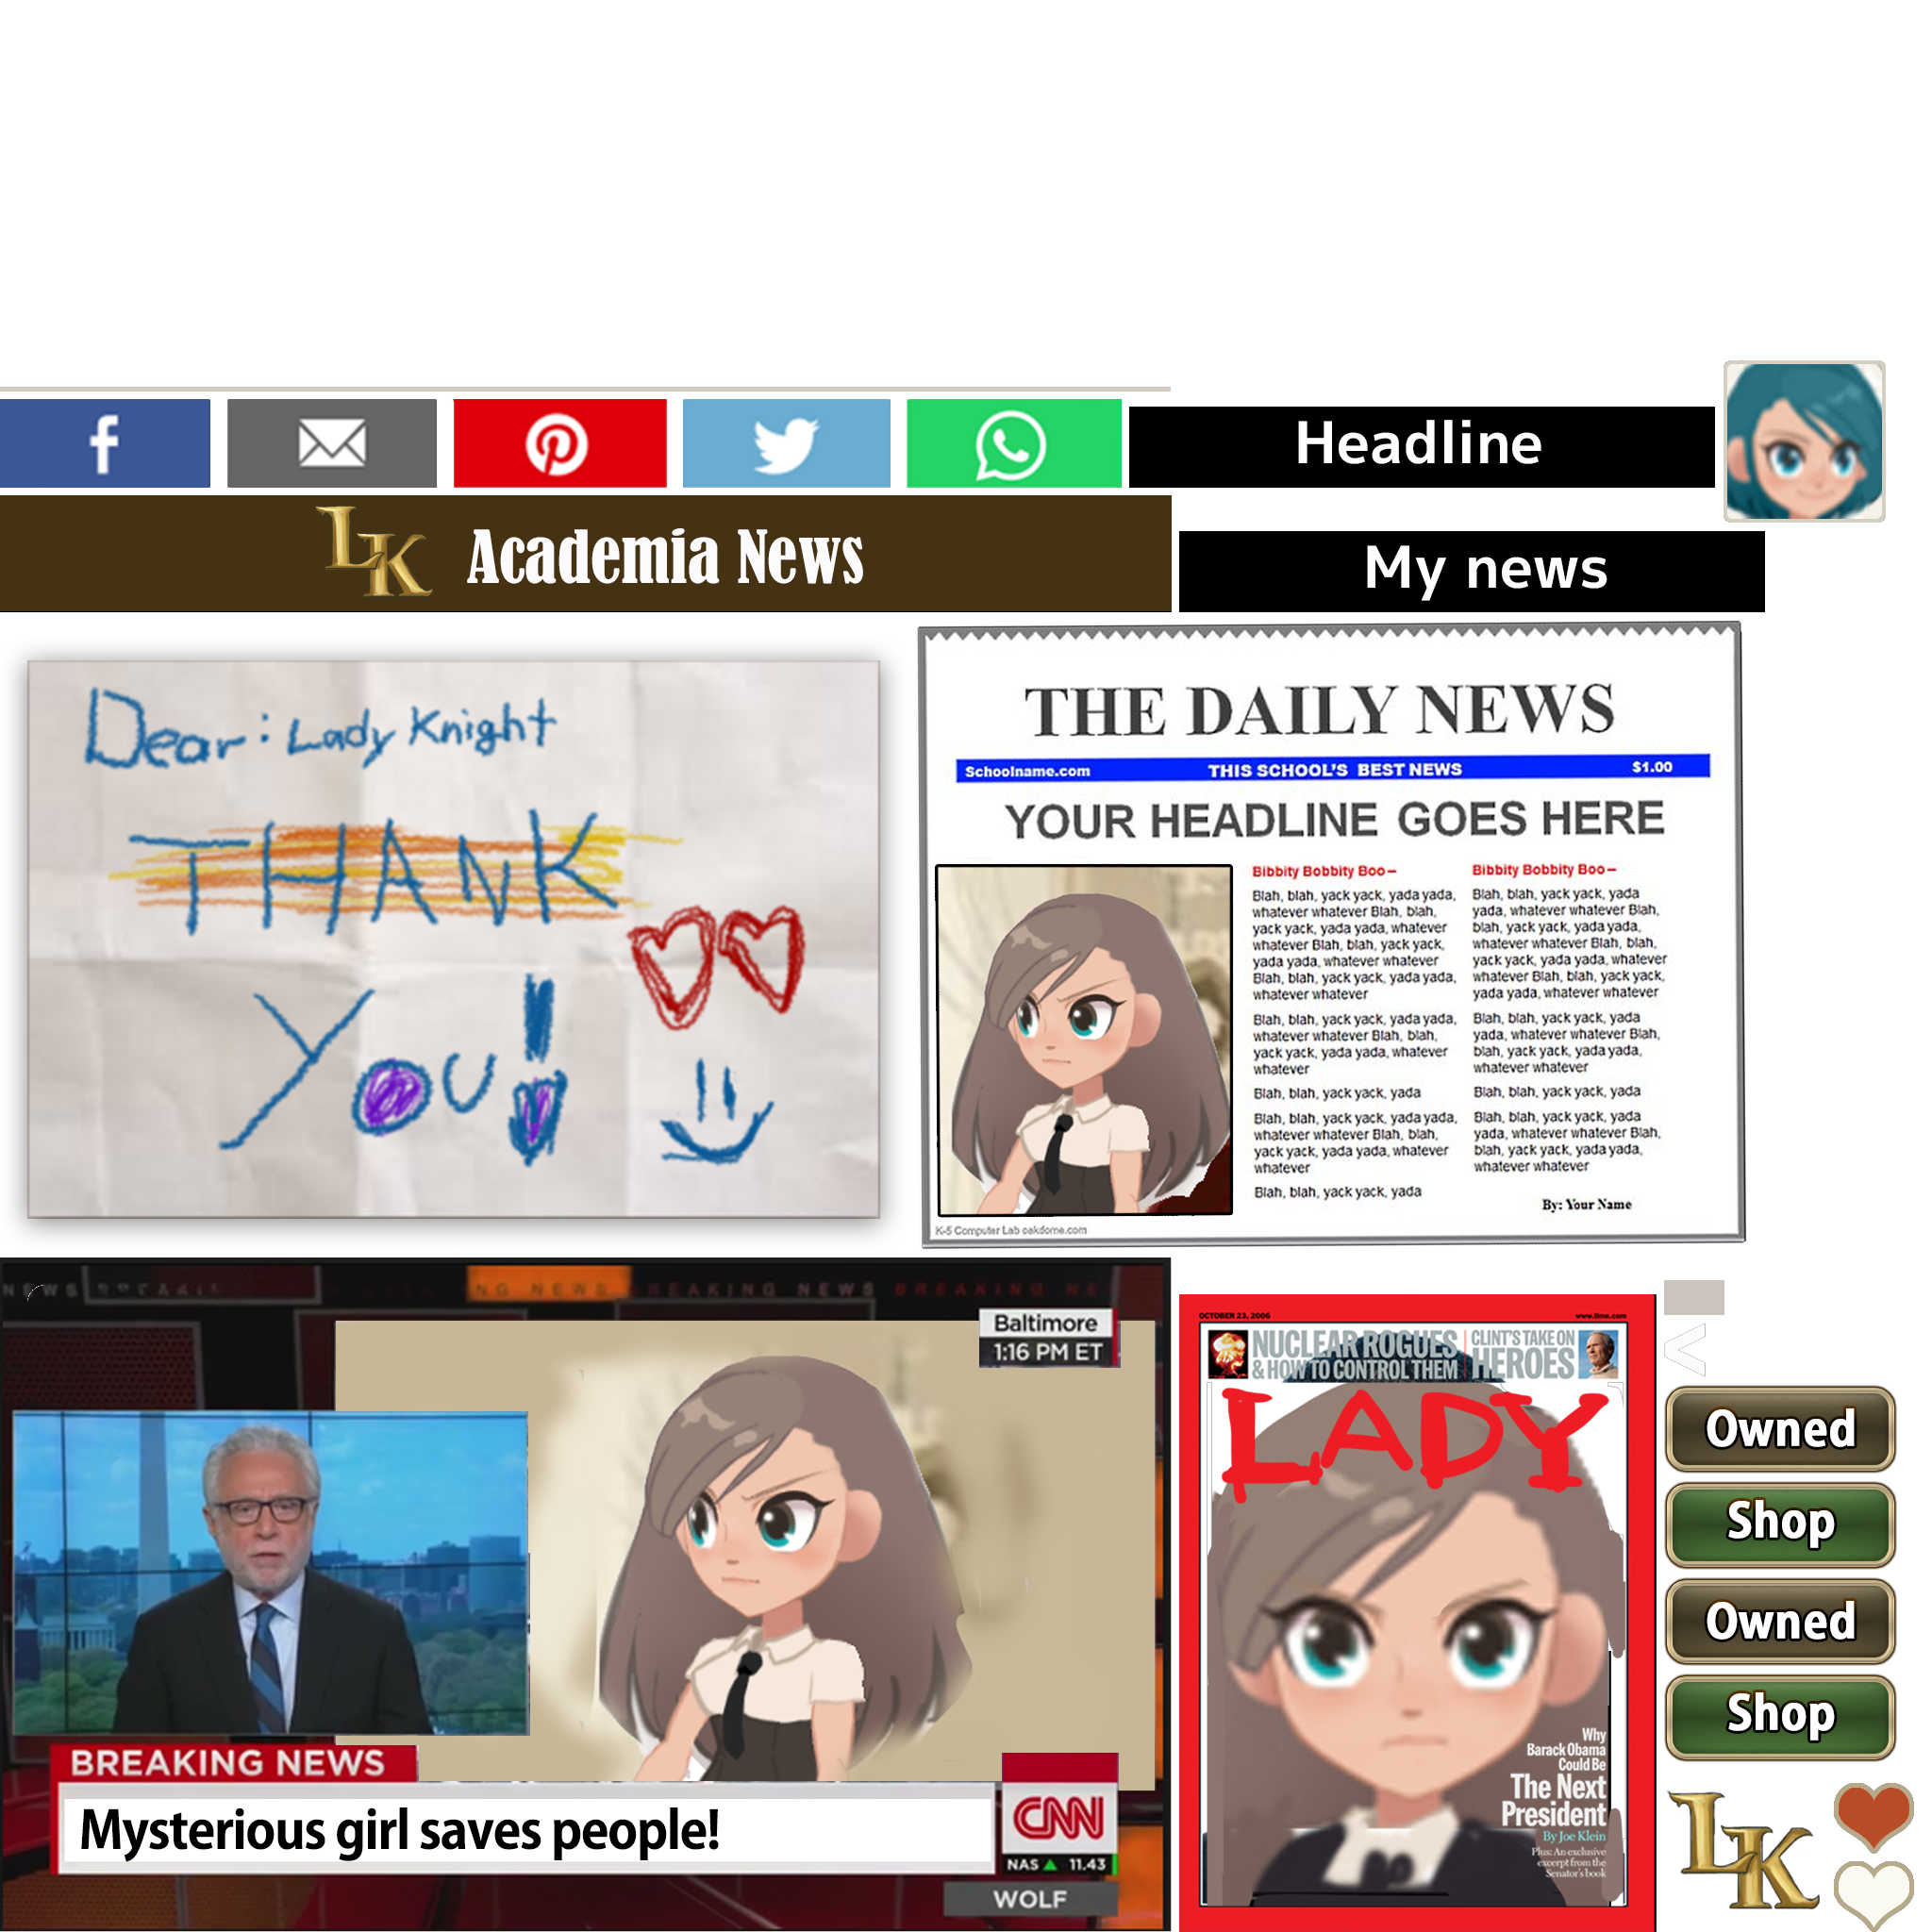 Headline
LK Academia News
My news
Dear: Lady Knight
THANK
YOU!
THE DAILY NEWS
Schoolname.com THIS SCHOOL'S BEST NEWS $1.00
YOUR HEADLINE GOES HERE
Bibbity Bobbity Boo–
Blah, blah, yack yack, yada yada,
whatever whatever Blah, blah,
yack yack, yada yada, whatever
whatever Blah, blah, yack yack,
yada yada, whatever whatever
Blah, blah, yack yack, yada yada,
whatever whatever
Blah, blah, yack yack, yada yada,
whatever whatever Blah, blah,
yack yack, yada yada, whatever
whatever
Blah, blah, yack yack, yada
Blah, blah, yack yack, yada yada,
whatever whatever Blah, blah,
yack yack, yada yada, whatever
whatever
Blah, blah, yack yack, yada
Bibbity Bobbity Boo–
Blah, blah, yack yack, yada
yada, whatever whatever Blah,
blah, yack yack, yada yada,
whatever whatever Blah, blah,
yack yack, yada yada, whatever
whatever Blah, blah, yack yack,
yada yada, whatever whatever
Blah, blah, yack yack, yada
yada, whatever whatever Blah,
blah, yack yack, yada yada,
whatever whatever
Blah, blah, yack yack, yada
Blah, blah, yack yack, yada
yada, whatever whatever Blah,
blah, yack yack, yada yada,
whatever whatever
By: Your Name
K-5 Computer Lab oakdome.com
NEWS BREAKING NEWS BREAKING NEWS BREAKING NE
Baltimore
1:16 PM ET
BREAKING NEWS
Mysterious girl saves people!
CNN
NAS ▲ 11.43
WOLF
OCTOBER 23, 2006 www.time.com
NUCLEAR ROGUES
& HOW TO CONTROL THEM
CLINT'S TAKE ON
HEROES
LADY
Why
Barack Obama
Could Be
The Next
President
By Joe Klein
Plus: An exclusive
excerpt from the
Senator's book
Owned
Shop
Owned
Shop
LK